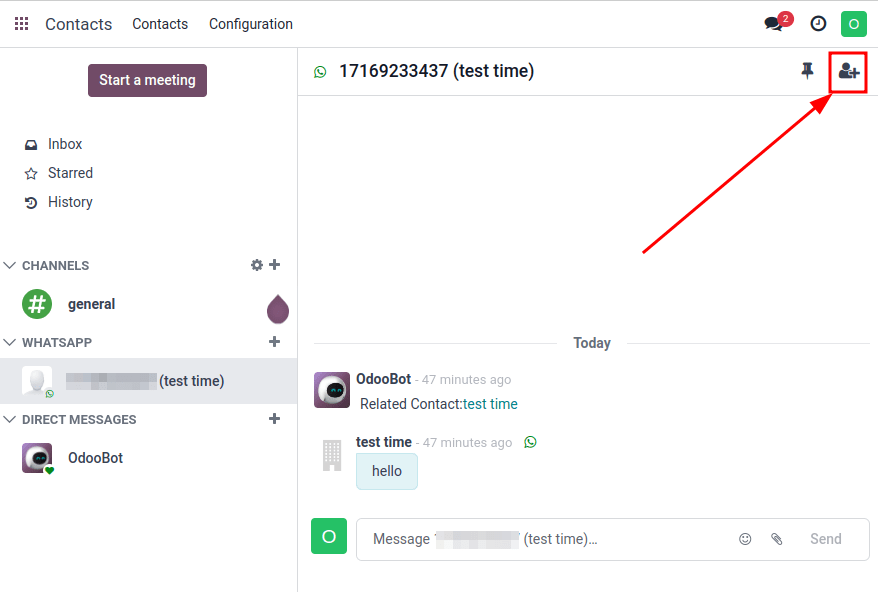 Contacts Contacts Configuration 2 O
Start a meeting
17169233437 (test time)
Inbox
Starred
History
CHANNELS
# general
WHATSAPP
(test time)
DIRECT MESSAGES
OdooBot
Today
OdooBot - 47 minutes ago
Related Contact:test time
test time - 47 minutes ago
hello
O Message ' ' (test time)... Send